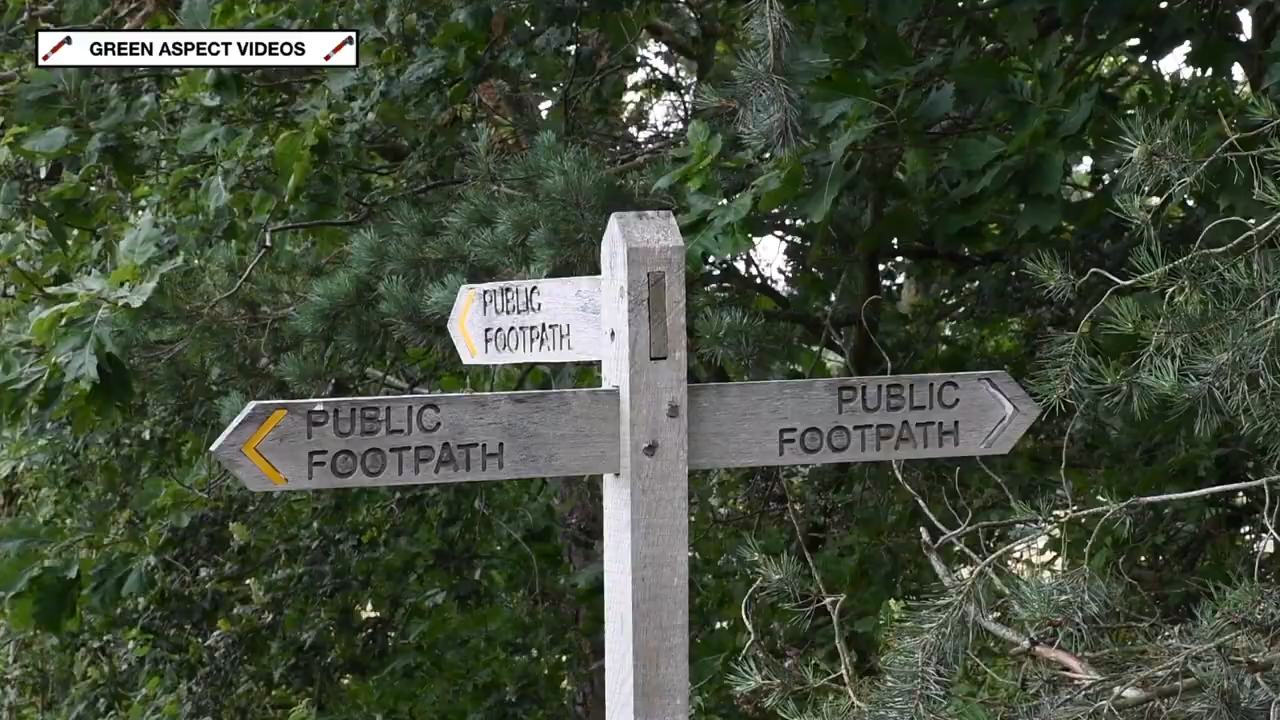 GREEN ASPECT VIDEOS
PUBLIC
FOOTPATH
PUBLIC
FOOTPATH
PUBLIC
FOOTPATH